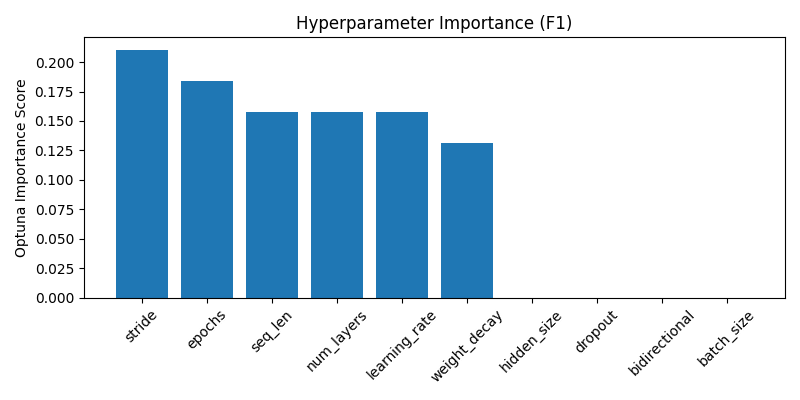 Hyperparameter Importance (F1)
Optuna Importance Score
0.200
0.175
0.150
0.125
0.100
0.075
0.050
0.025
0.000
stride
epochs
seq_len
num_layers
learning_rate
weight_decay
hidden_size
dropout
bidirectional
batch_size